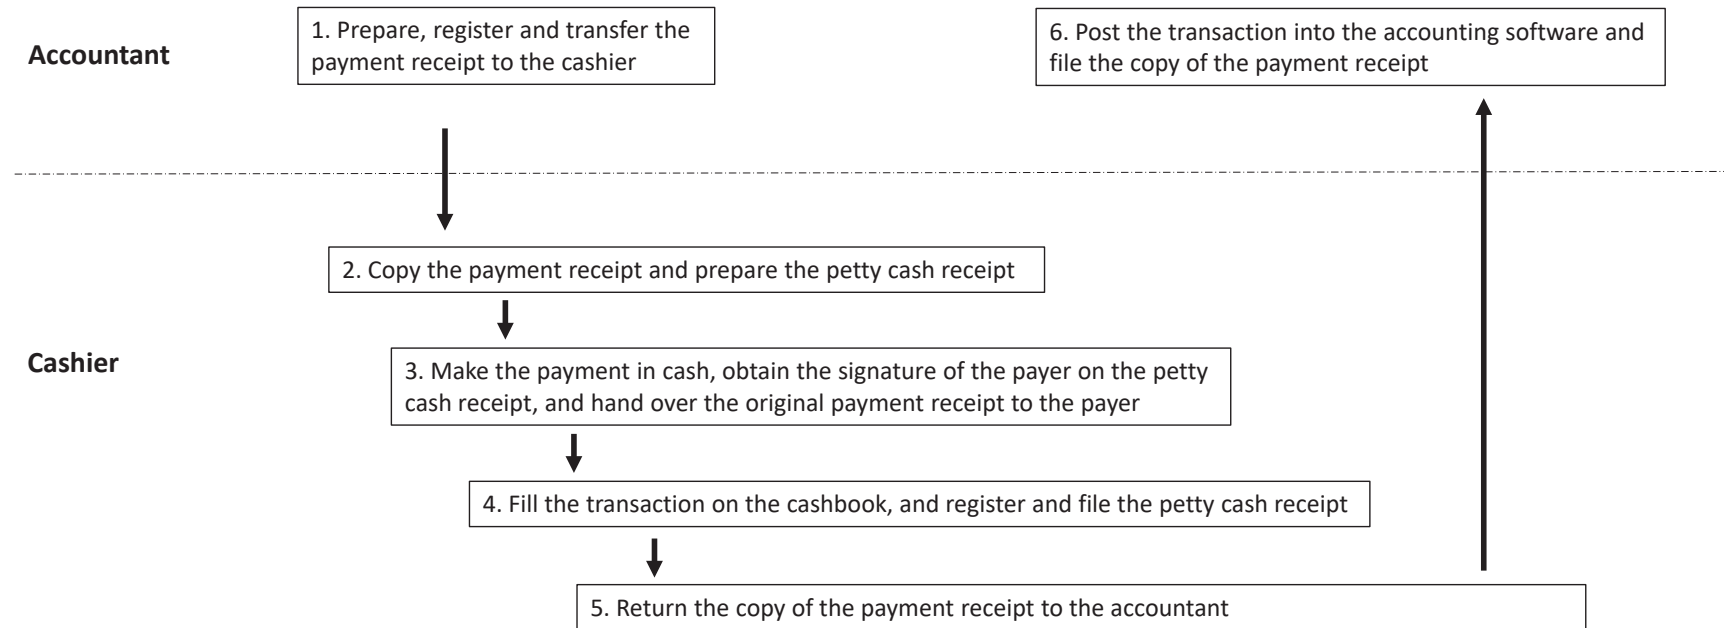 Accountant
1. Prepare, register and transfer the
payment receipt to the cashier
6. Post the transaction into the accounting software and
file the copy of the payment receipt
2. Copy the payment receipt and prepare the petty cash receipt
Cashier
3. Make the payment in cash, obtain the signature of the payer on the petty
cash receipt, and hand over the original payment receipt to the payer
4. Fill the transaction on the cashbook, and register and file the petty cash receipt
5. Return the copy of the payment receipt to the accountant